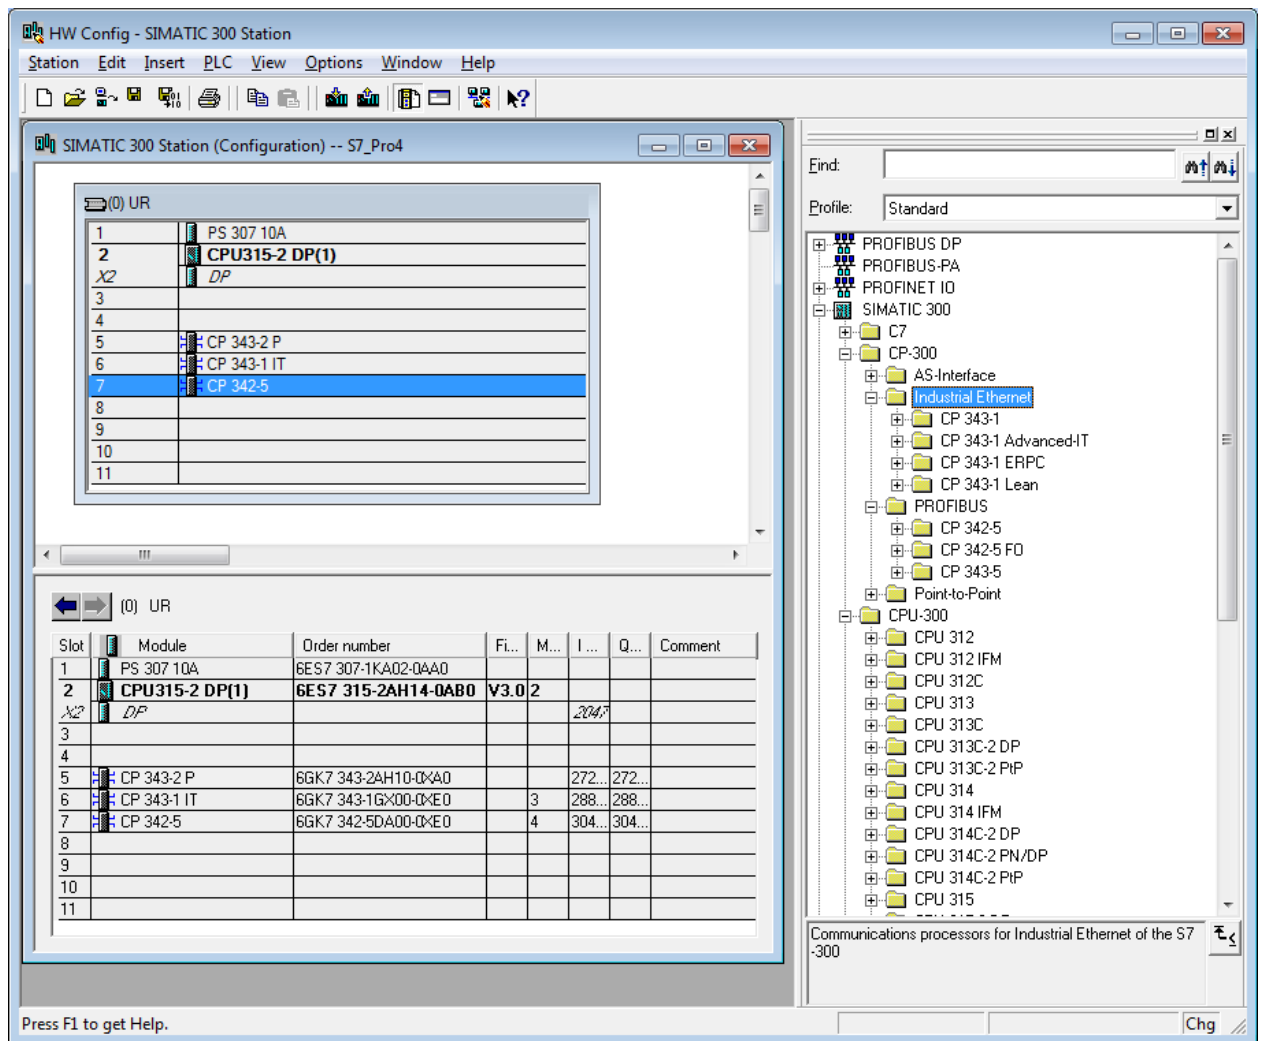 HW Config - SIMATIC 300 Station
Station Edit Insert PLC View Options Window Help
SIMATIC 300 Station (Configuration) -- S7_Pro4
(0) UR
1 PS 307 10A
2 CPU315-2 DP(1)
X2 DP
3
4
5 CP 343-2 P
6 CP 343-1 IT
7 CP 342-5
8
9
10
11
(0) UR
Slot Module Order number Fi... M... I ... Q... Comment
1 PS 307 10A 6ES7 307-1KA02-0AA0
2 CPU315-2 DP(1) 6ES7 315-2AH14-0AB0 V3.0 2
X2 DP 2047
3
4
5 CP 343-2 P 6GK7 343-2AH10-0XA0 272... 272...
6 CP 343-1 IT 6GK7 343-1GX00-0XE0 3 288... 288...
7 CP 342-5 6GK7 342-5DA00-0XE0 4 304... 304...
8
9
10
11
Find:
Profile: Standard
PROFIBUS DP
PROFIBUS-PA
PROFINET IO
SIMATIC 300
C7
CP-300
AS-Interface
Industrial Ethernet
CP 343-1
CP 343-1 Advanced-IT
CP 343-1 ERPC
CP 343-1 Lean
PROFIBUS
CP 342-5
CP 342-5 FO
CP 343-5
Point-to-Point
CPU-300
CPU 312
CPU 312 IFM
CPU 312C
CPU 313
CPU 313C
CPU 313C-2 DP
CPU 313C-2 PtP
CPU 314
CPU 314 IFM
CPU 314C-2 DP
CPU 314C-2 PN/DP
CPU 314C-2 PtP
CPU 315
Communications processors for Industrial Ethernet of the S7
-300
Press F1 to get Help.
Chg